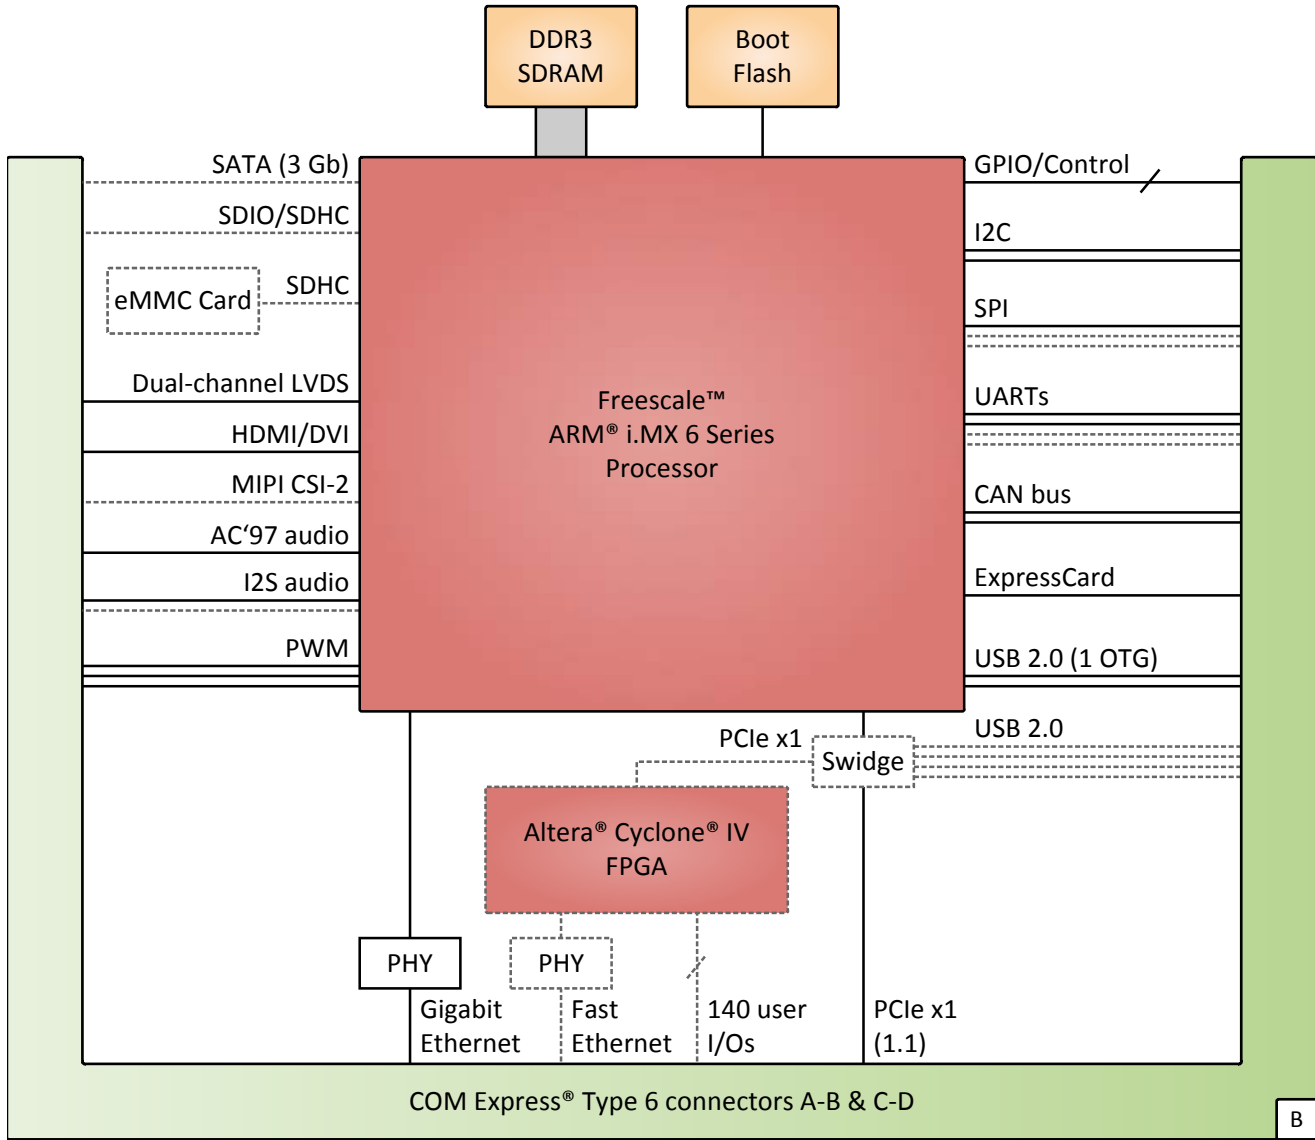 DDR3
SDRAM
Boot
Flash
SATA (3 Gb)
SDIO/SDHC
SDHC
eMMC Card
Dual-channel LVDS
HDMI/DVI
MIPI CSI-2
AC‘97 audio
I2S audio
PWM
Freescale™
ARM® i.MX 6 Series
Processor
GPIO/Control
I2C
SPI
UARTs
CAN bus
ExpressCard
USB 2.0 (1 OTG)
USB 2.0
PCIe x1
Swidge
Altera® Cyclone® IV
FPGA
PHY
PHY
Gigabit
Ethernet
Fast
Ethernet
140 user
I/Os
PCIe x1
(1.1)
COM Express® Type 6 connectors A-B & C-D
B